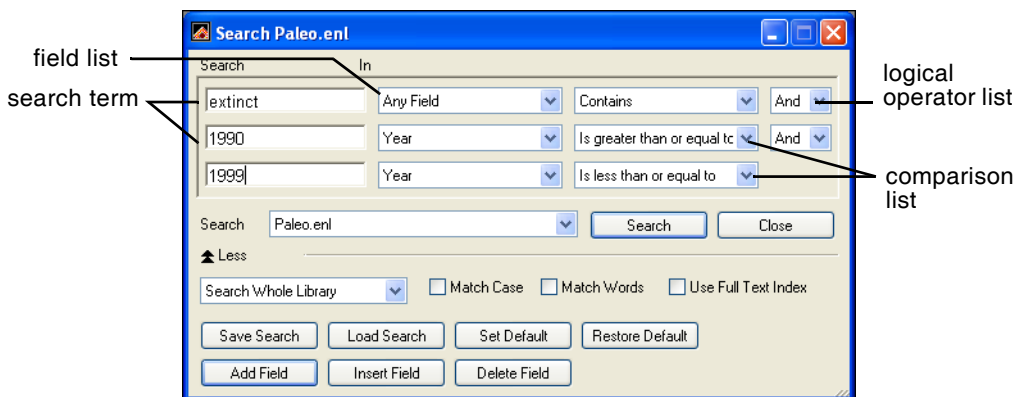 Search Paleo.enl
field list
Search In
search term
extinct Any Field Contains And
logical
operator list
1990 Year Is greater than or equal to And
1999 Year Is less than or equal to
comparison
list
Search Paleo.enl Search Close
Less
Search Whole Library Match Case Match Words Use Full Text Index
Save Search Load Search Set Default Restore Default
Add Field Insert Field Delete Field